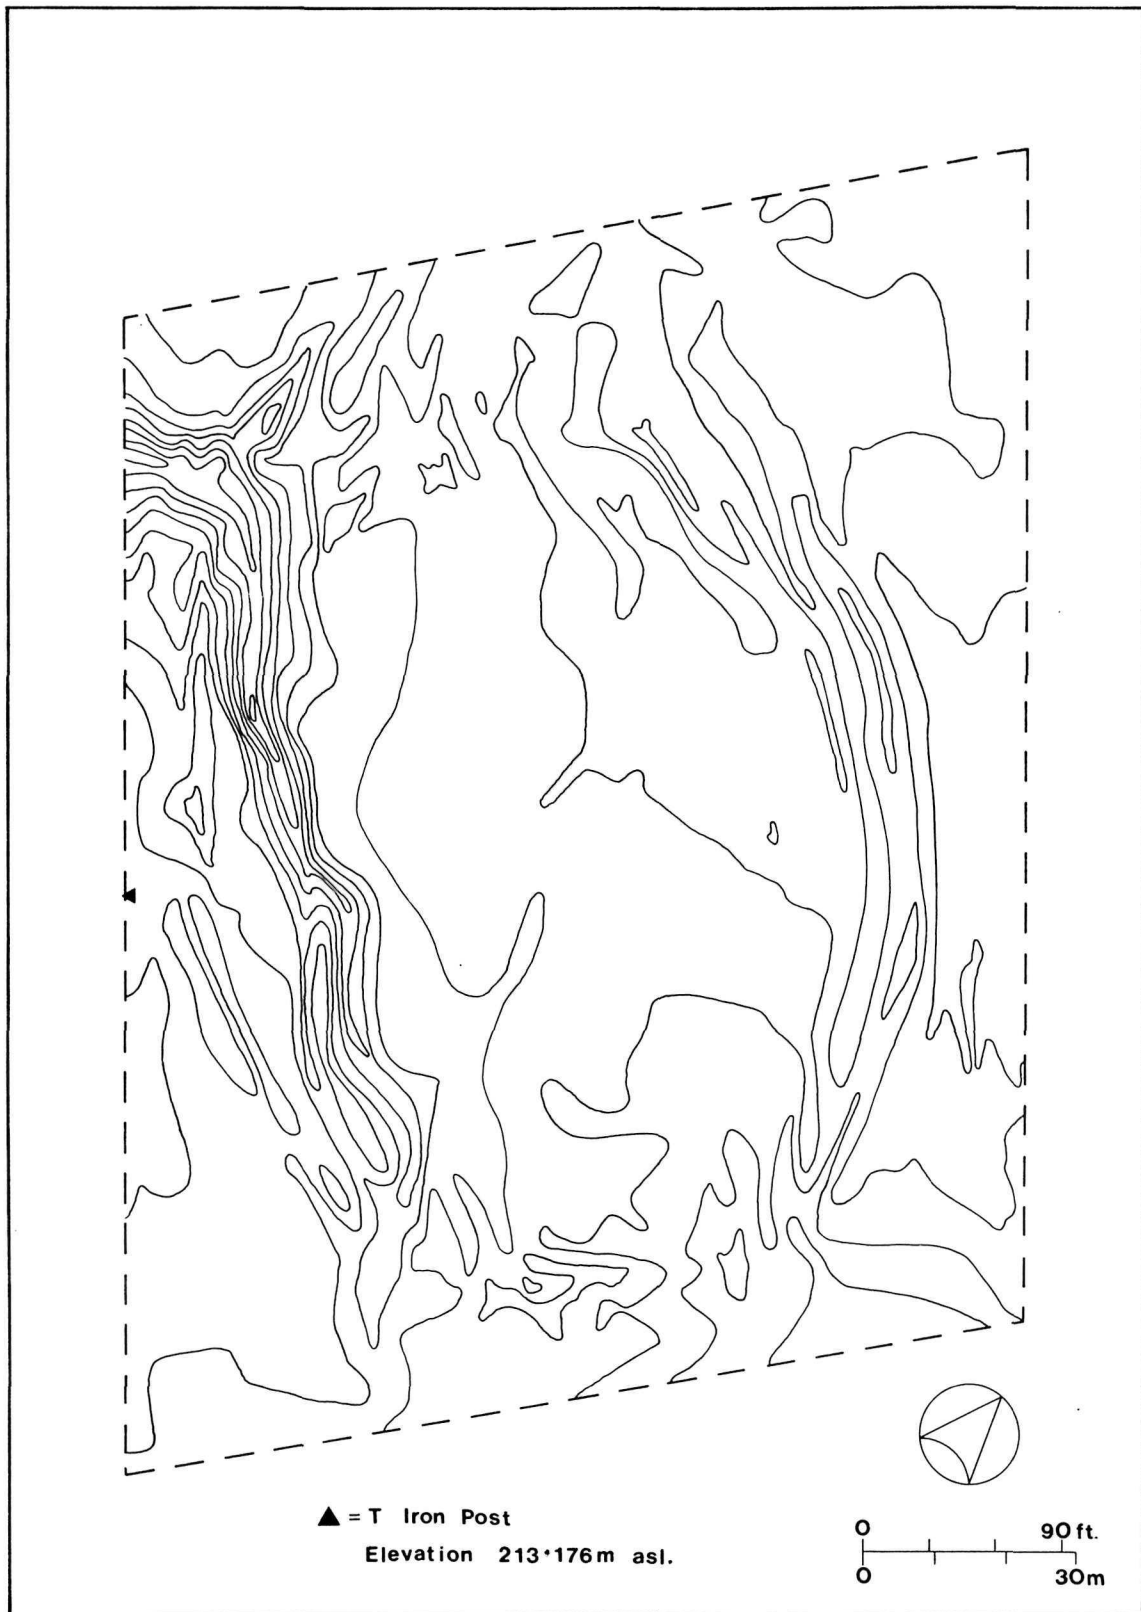 ▲ = T Iron Post
Elevation 213·176m asl.
0 90 ft.
0 30m